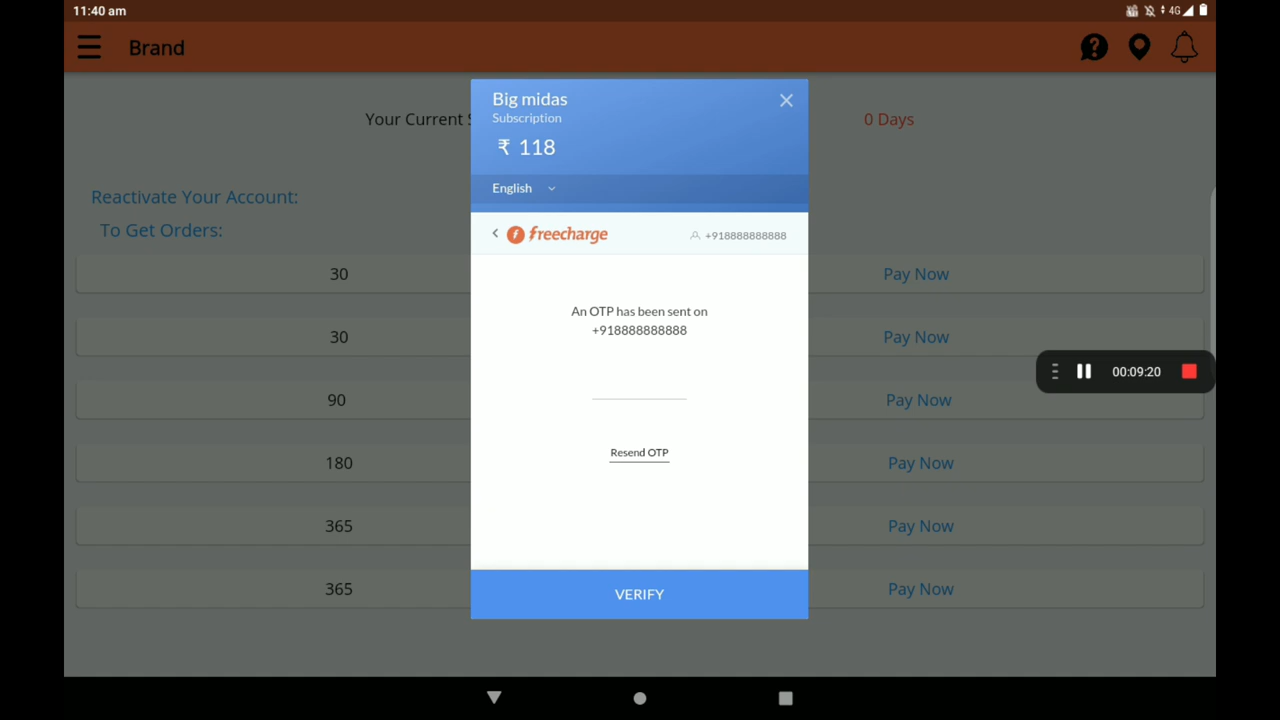 11:40 am
4G
Brand
Your Current S
0 Days
Big midas
Subscription
₹ 118
English
freecharge
+918888888888
An OTP has been sent on
+918888888888
Resend OTP
VERIFY
Reactivate Your Account:
To Get Orders:
30 Pay Now
30 Pay Now
90 Pay Now
180 Pay Now
365 Pay Now
365 Pay Now
00:09:20